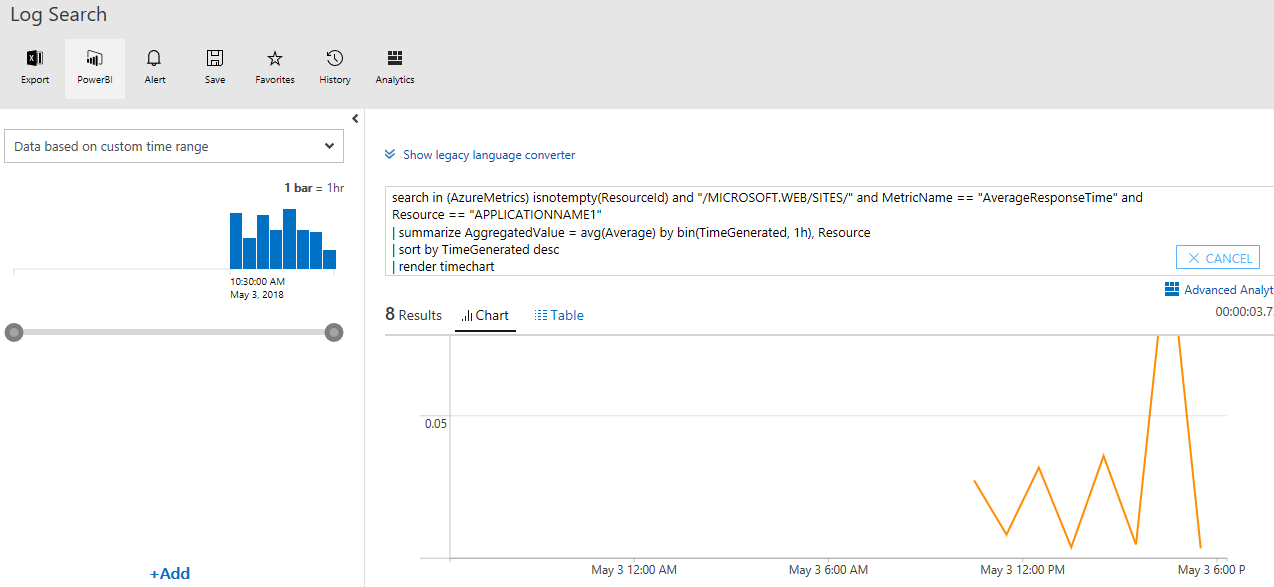 Log Search
Export
PowerBI
Alert
Save
Favorites
History
Analytics
Data based on custom time range
1 bar = 1hr
10:30:00 AM
May 3, 2018
+Add
Show legacy language converter
search in (AzureMetrics) isnotempty(ResourceId) and "/MICROSOFT.WEB/SITES/" and MetricName == "AverageResponseTime" and
Resource == "APPLICATIONNAME1"
| summarize AggregatedValue = avg(Average) by bin(TimeGenerated, 1h), Resource
| sort by TimeGenerated desc
| render timechart
CANCEL
Advanced Analyt
00:00:03.7
8 Results
Chart
Table
0.05
May 3 12:00 AM
May 3 6:00 AM
May 3 12:00 PM
May 3 6:00 P